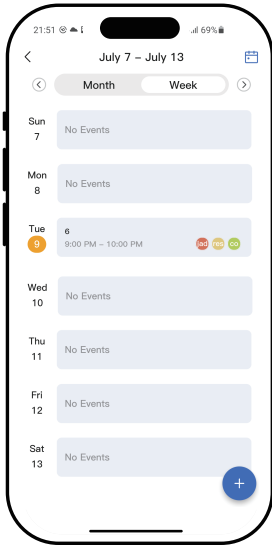 21:51 69%
July 7 – July 13
Month Week
Sun
7
No Events
Mon
8
No Events
Tue
9
6
9:00 PM – 10:00 PM
jad res co
Wed
10
No Events
Thu
11
No Events
Fri
12
No Events
Sat
13
No Events
+